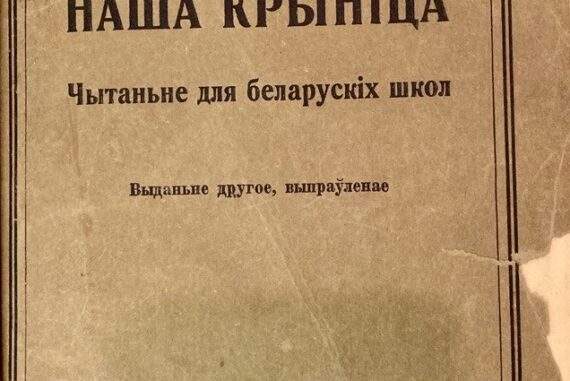 НАША КРЫНІЦА
Чытаньне для беларускіх школ
Выданьне другое, выпраўленае